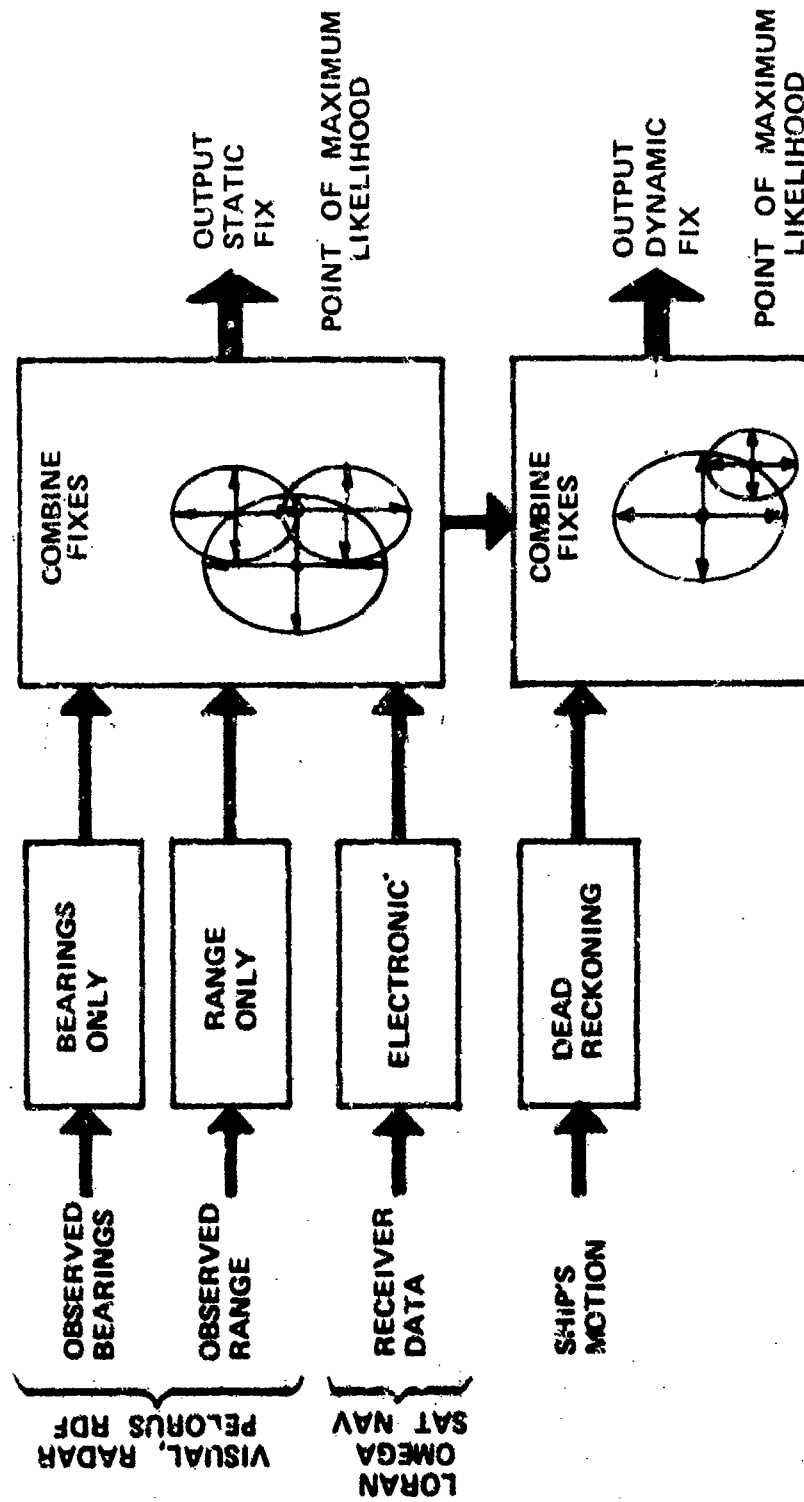 VISUAL, RADAR
PELORUS RDF
OBSERVED
BEARINGS
OBSERVED
RANGE
LORAN
OMEGA
SAT NAV
RECEIVER
DATA
SHIP'S
MOTION
BEARINGS
ONLY
RANGE
ONLY
ELECTRONIC*
DEAD
RECKONING
COMBINE
FIXES
OUTPUT
STATIC
FIX
POINT OF MAXIMUM
LIKELIHOOD
COMBINE
FIXES
OUTPUT
DYNAMIC
FIX
POINT OF MAXIMUM
LIKELIHOOD